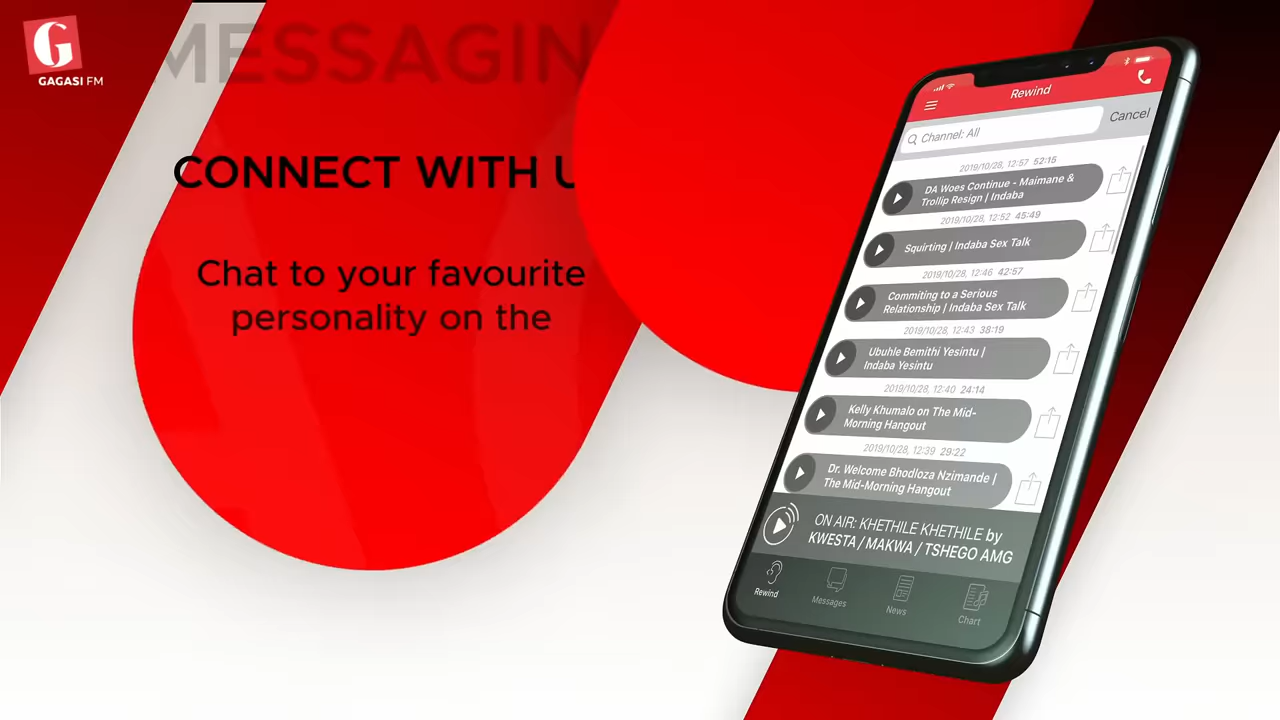 G
GAGASI FM
MESSAGIN
CONNECT WITH U
Chat to your favourite
personality on the
Rewind
Channel: All
Cancel
2019/10/28, 12:57 52:15
DA Woes Continue - Maimane &
Trollip Resign | Indaba
2019/10/28, 12:52 45:49
Squirting | Indaba Sex Talk
2019/10/28, 12:46 42:57
Commiting to a Serious
Relationship | Indaba Sex Talk
2019/10/28, 12:43 38:19
Ubuhle Bemithi Yesintu |
Indaba Yesintu
2019/10/28, 12:40 24:14
Kelly Khumalo on The Mid-
Morning Hangout
2019/10/28, 12:39 29:22
Dr. Welcome Bhodloza Nzimande |
The Mid-Morning Hangout
ON AIR: KHETHILE KHETHILE by
KWESTA / MAKWA / TSHEGO AMG
Rewind
Messages
News
Chart